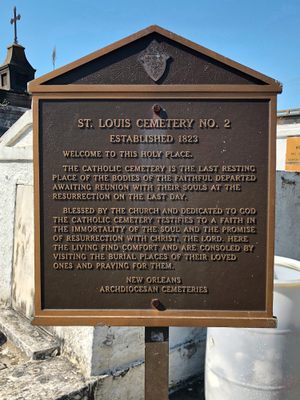 ST. LOUIS CEMETERY NO. 2
ESTABLISHED 1823
WELCOME TO THIS HOLY PLACE.
THE CATHOLIC CEMETERY IS THE LAST RESTING
PLACE OF THE BODIES OF THE FAITHFUL DEPARTED
AWAITING REUNION WITH THEIR SOULS AT THE
RESURRECTION ON THE LAST DAY.
BLESSED BY THE CHURCH AND DEDICATED TO GOD
THE CATHOLIC CEMETERY TESTIFIES TO A FAITH IN
THE IMMORTALITY OF THE SOUL AND THE PROMISE
OF RESURRECTION WITH CHRIST, THE LORD. HERE
THE LIVING FIND COMFORT AND ARE CONSOLED BY
VISITING THE BURIAL PLACES OF THEIR LOVED
ONES AND PRAYING FOR THEM.
NEW ORLEANS
ARCHDIOCESAN CEMETERIES